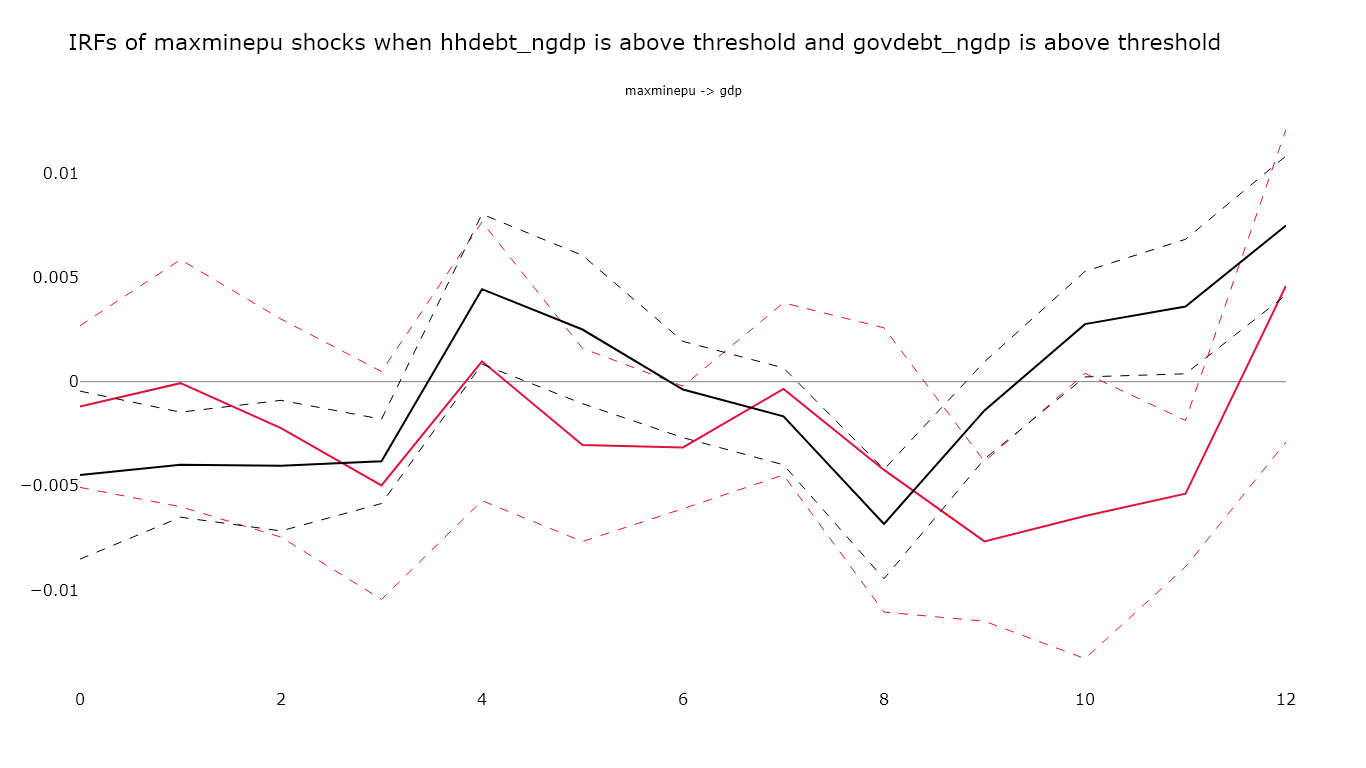 IRFs of maxminepu shocks when hhdebt_ngdp is above threshold and govdebt_ngdp is above threshold
maxminepu -> gdp
0.01
0.005
0
−0.005
−0.01
0 2 4 6 8 10 12